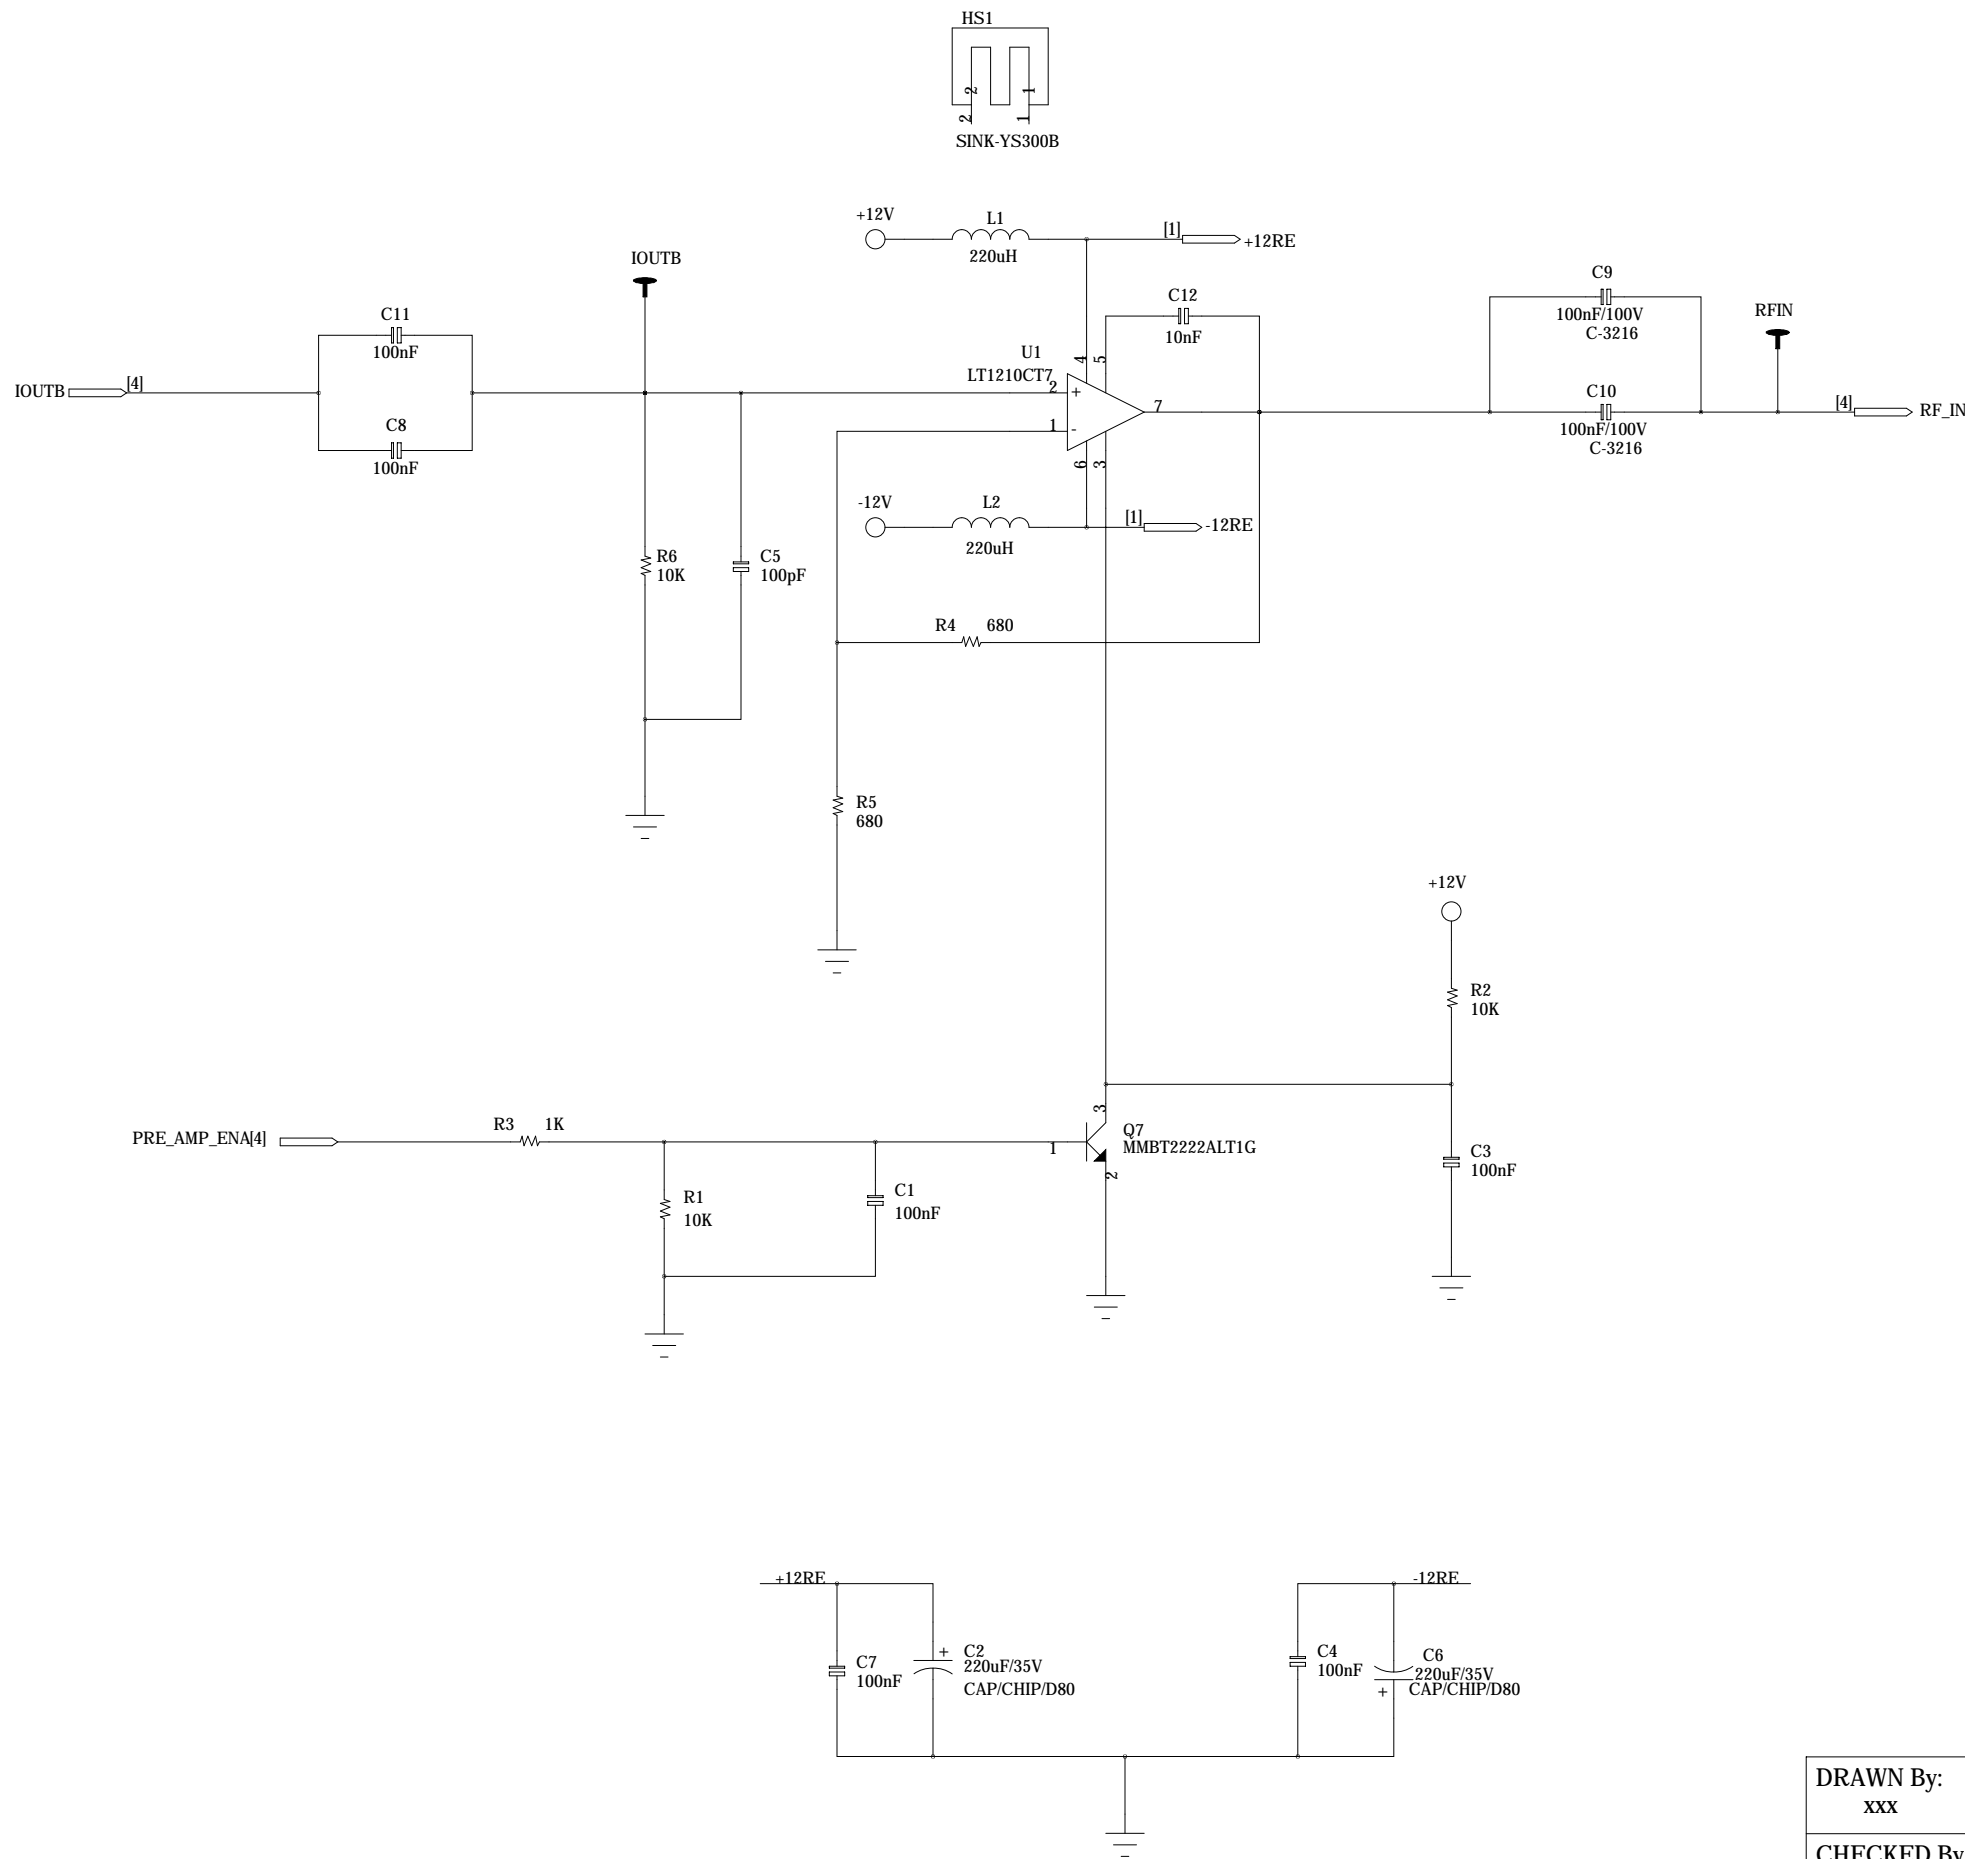 HS1
2 1
2 1
SINK-YS300B
+12V
L1
220uH
[1]
+12RE
IOUTB
C11
100nF
IOUTB
[4]
C8
100nF
C12
10nF
U1
LT1210CT7
4 5
2 +
1 -
7
6 3
C9
100nF/100V
C-3216
RFIN
C10
100nF/100V
C-3216
[4]
RF_IN
-12V
L2
220uH
[1]
-12RE
R6
10K
C5
100pF
R4 680
R5
680
+12V
R2
10K
PRE_AMP_ENA[4]
R3 1K
1
3
Q7
MMBT2222ALT1G
2
C3
100nF
R1
10K
C1
100nF
+12RE
C7
100nF
+ C2
220uF/35V
CAP/CHIP/D80
-12RE
C4
100nF
C6
220uF/35V
+ CAP/CHIP/D80
DRAWN By:
xxx
CHECKED By